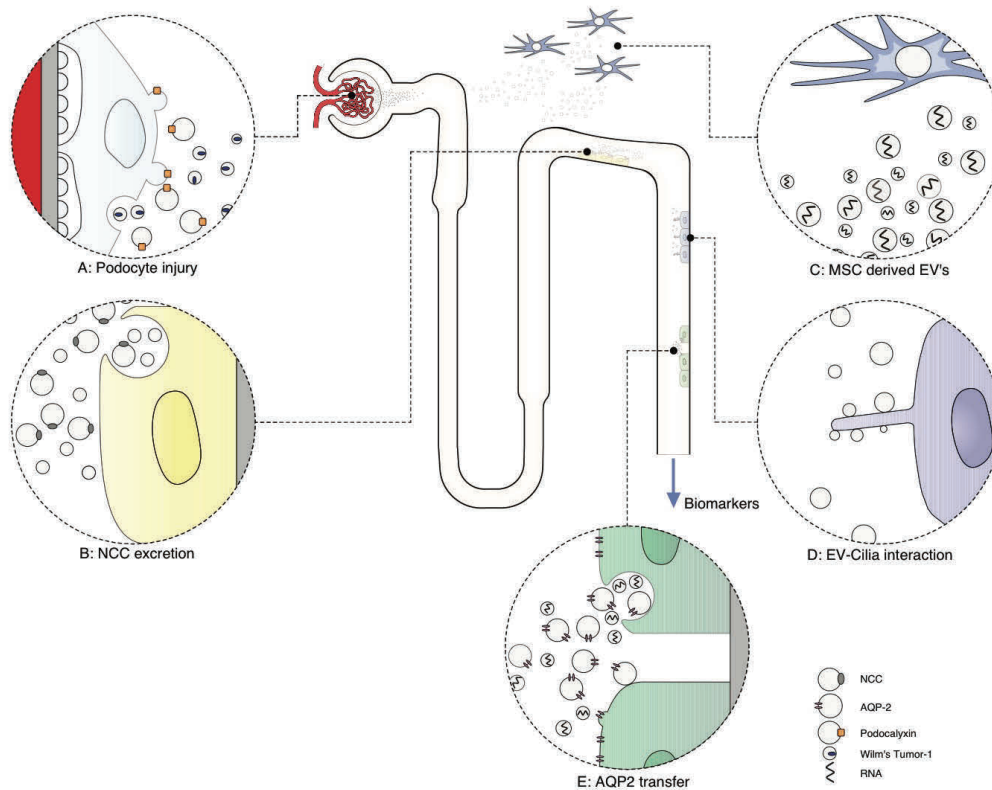 A: Podocyte injury
C: MSC derived EV's
B: NCC excretion
Biomarkers
D: EV-Cilia interaction
E: AQP2 transfer
NCC
AQP-2
Podocalyxin
Wilm's Tumor-1
RNA